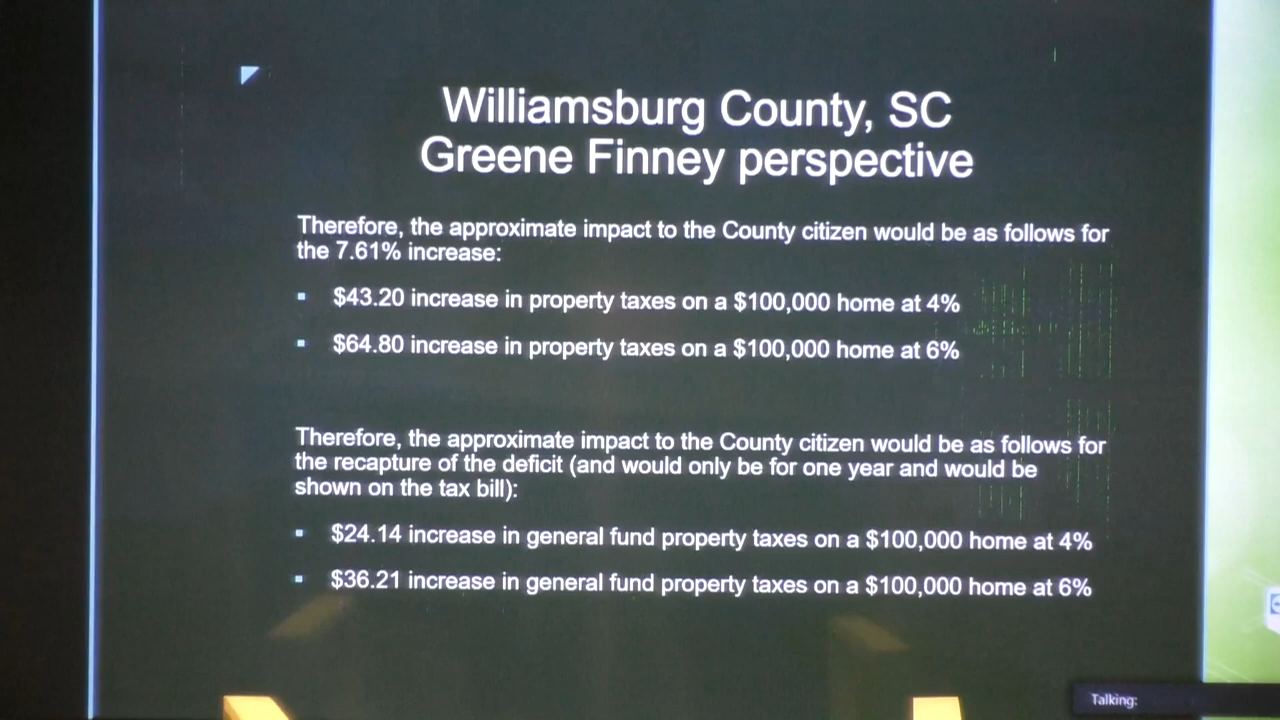 Williamsburg County, SC
Greene Finney perspective
Therefore, the approximate impact to the County citizen would be as follows for
the 7.61% increase:
▪ $43.20 increase in property taxes on a $100,000 home at 4%
▪ $64.80 increase in property taxes on a $100,000 home at 6%
Therefore, the approximate impact to the County citizen would be as follows for
the recapture of the deficit (and would only be for one year and would be
shown on the tax bill):
▪ $24.14 increase in general fund property taxes on a $100,000 home at 4%
▪ $36.21 increase in general fund property taxes on a $100,000 home at 6%
Talking: